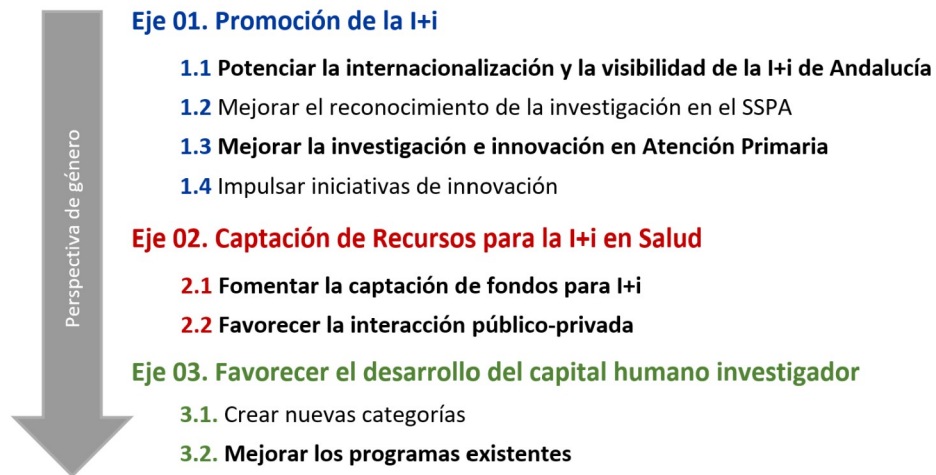 Perspectiva de género
Eje 01. Promoción de la I+i
1.1 Potenciar la internacionalización y la visibilidad de la I+i de Andalucía
1.2 Mejorar el reconocimiento de la investigación en el SSPA
1.3 Mejorar la investigación e innovación en Atención Primaria
1.4 Impulsar iniciativas de innovación
Eje 02. Captación de Recursos para la I+i en Salud
2.1 Fomentar la captación de fondos para I+i
2.2 Favorecer la interacción público-privada
Eje 03. Favorecer el desarrollo del capital humano investigador
3.1. Crear nuevas categorías
3.2. Mejorar los programas existentes